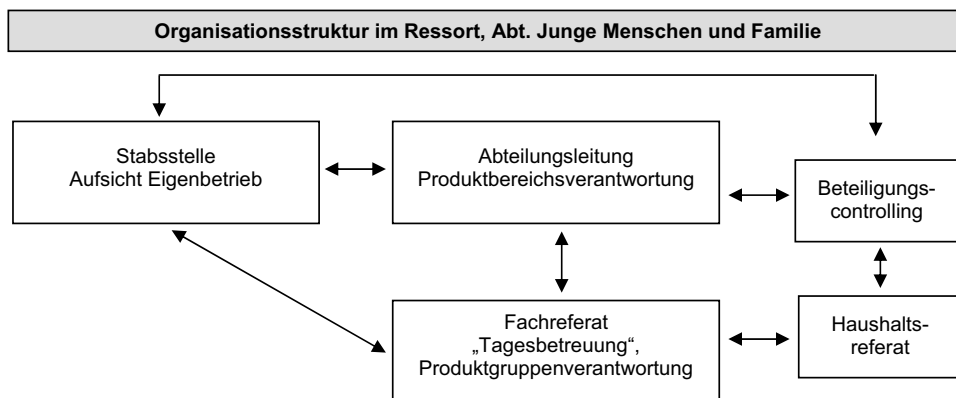 Organisationsstruktur im Ressort, Abt. Junge Menschen und Familie
Stabsstelle
Aufsicht Eigenbetrieb
Abteilungsleitung
Produktbereichsverantwortung
Beteiligungs-
controlling
Fachreferat
„Tagesbetreuung“,
Produktgruppenverantwortung
Haushalts-
referat